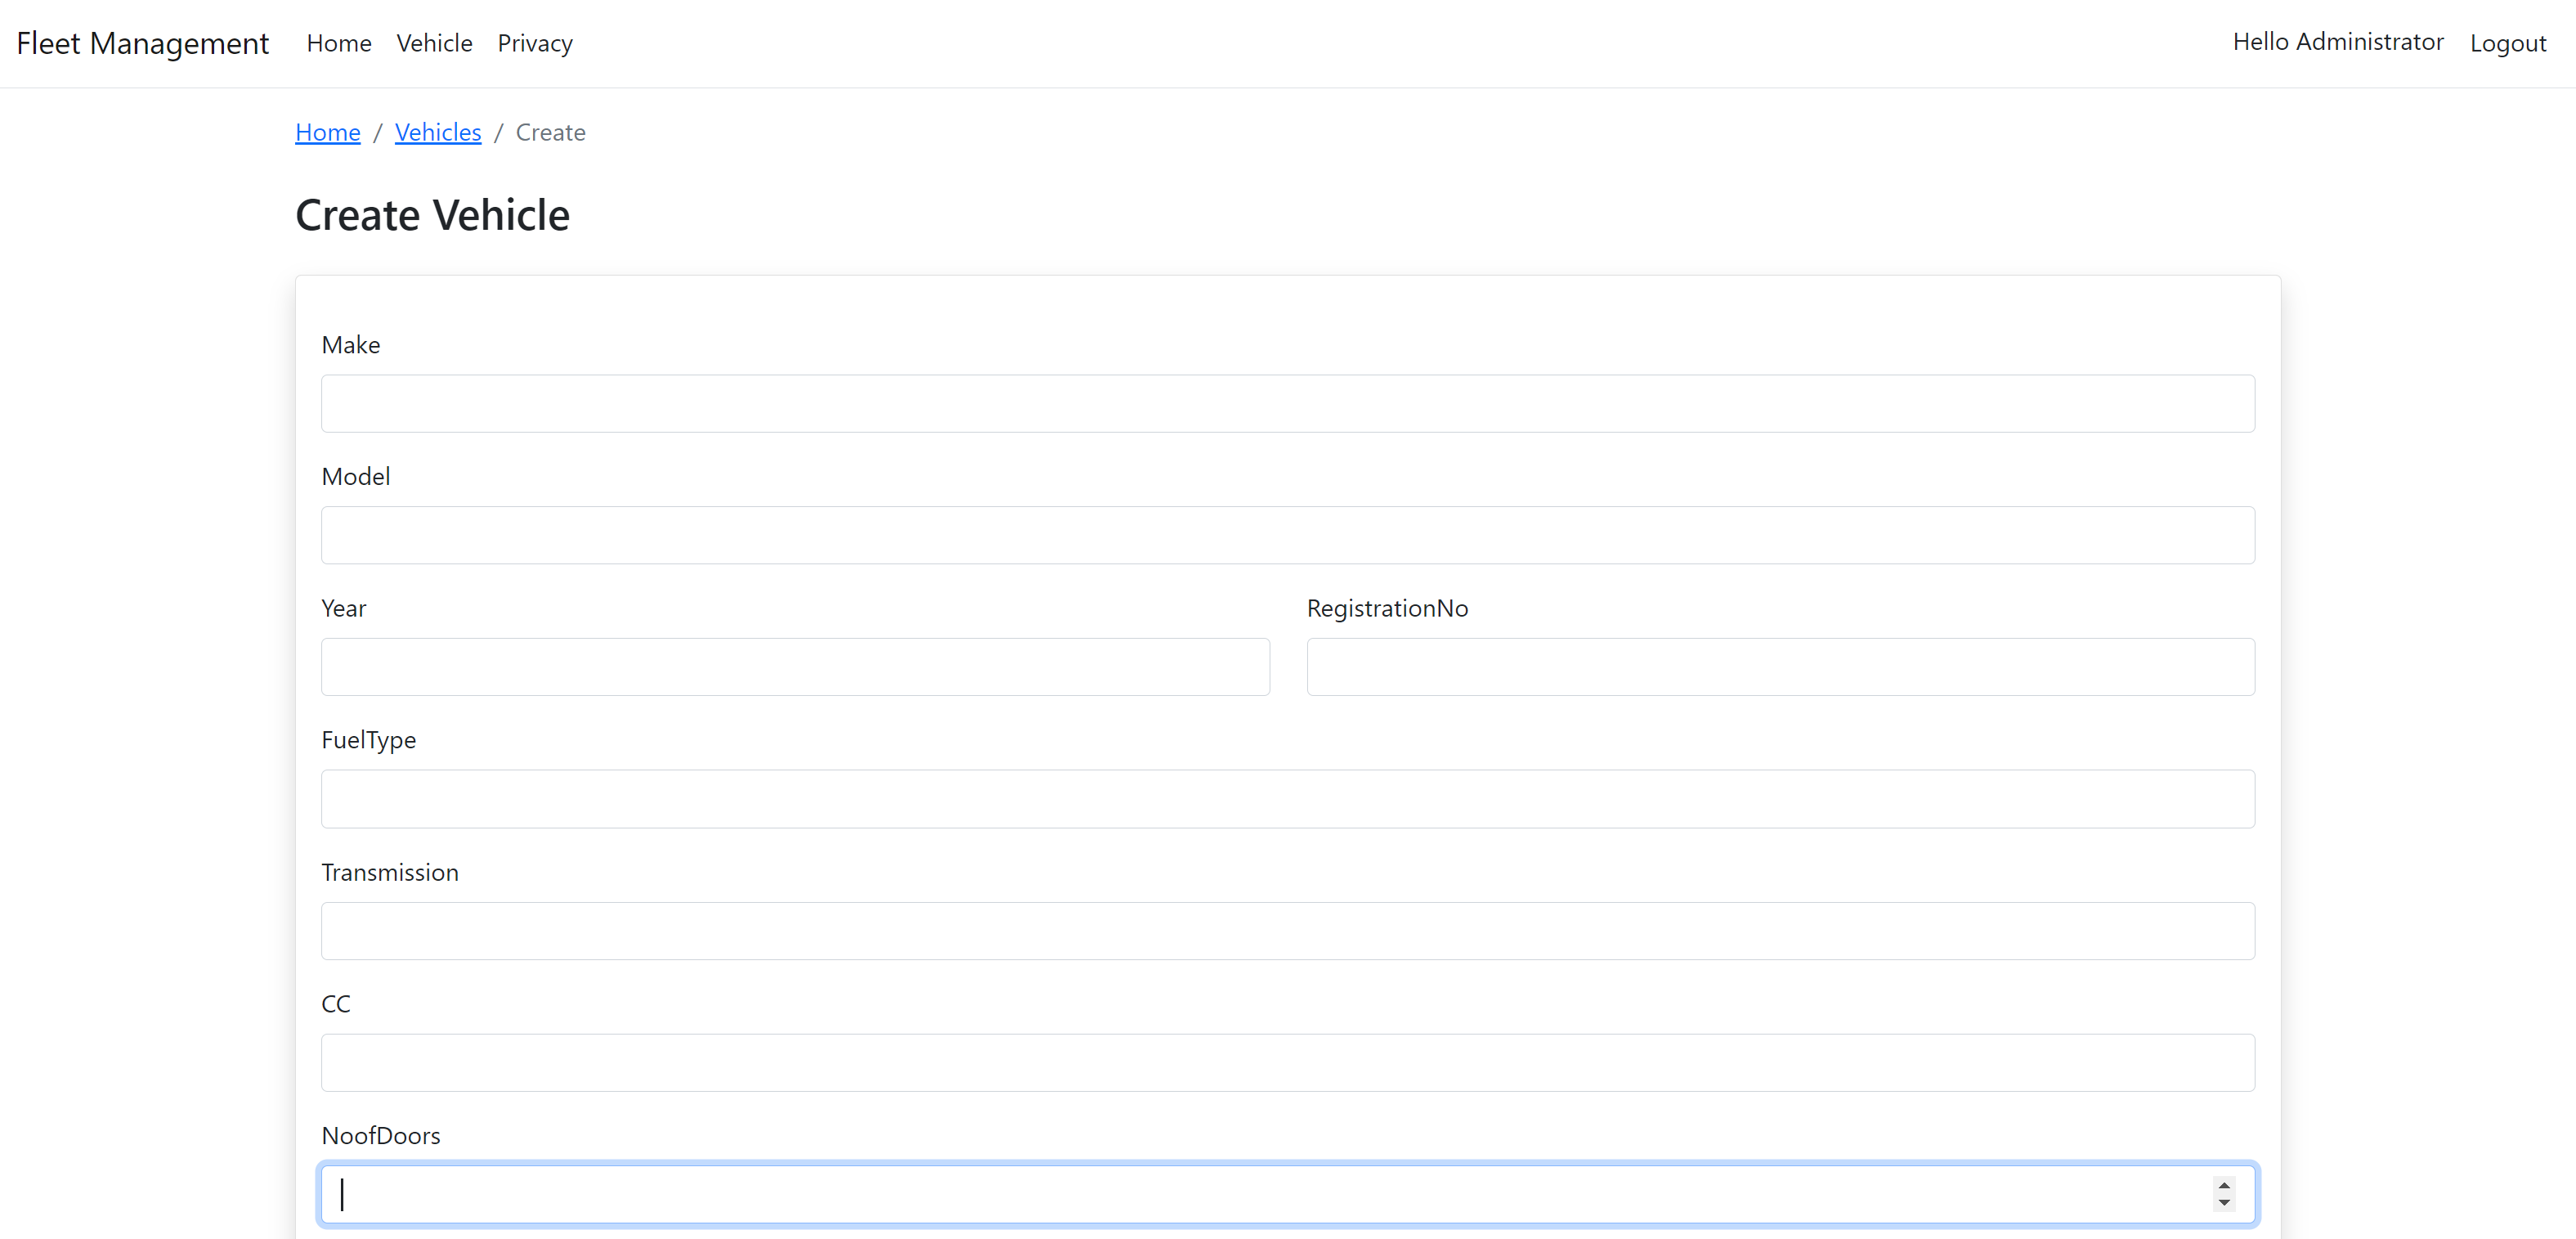 Fleet Management Home Vehicle Privacy Hello Administrator Logout
Home / Vehicles / Create
Create Vehicle
Make
Model
Year RegistrationNo
FuelType
Transmission
CC
NoofDoors